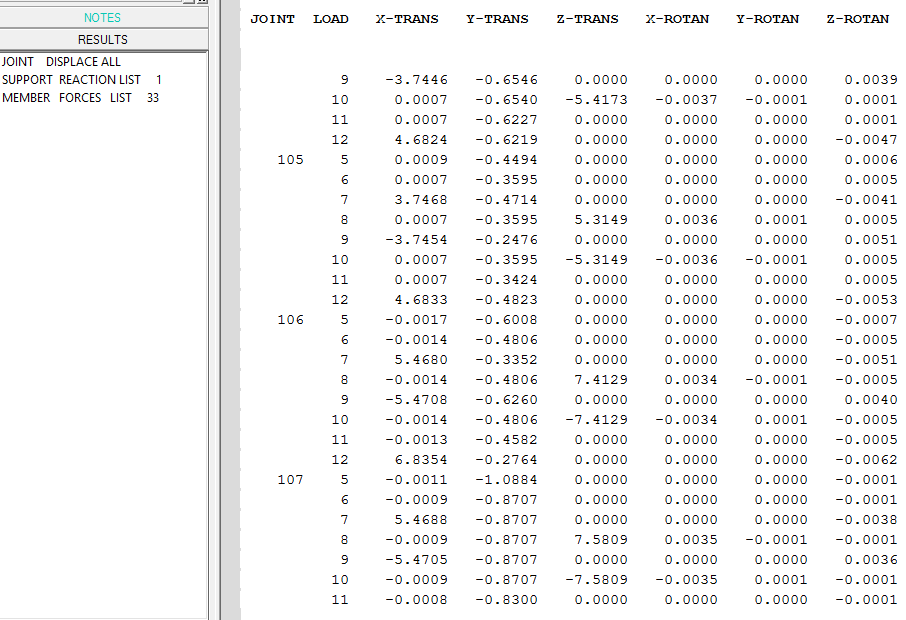 NOTES
RESULTS
JOINT DISPLACE ALL
SUPPORT REACTION LIST 1
MEMBER FORCES LIST 33
JOINT LOAD X-TRANS Y-TRANS Z-TRANS X-ROTAN Y-ROTAN Z-ROTAN
9 -3.7446 -0.6546 0.0000 0.0000 0.0000 0.0039
10 0.0007 -0.6540 -5.4173 -0.0037 -0.0001 0.0001
11 0.0007 -0.6227 0.0000 0.0000 0.0000 0.0001
12 4.6824 -0.6219 0.0000 0.0000 0.0000 -0.0047
105 5 0.0009 -0.4494 0.0000 0.0000 0.0000 0.0006
6 0.0007 -0.3595 0.0000 0.0000 0.0000 0.0005
7 3.7468 -0.4714 0.0000 0.0000 0.0000 -0.0041
8 0.0007 -0.3595 5.3149 0.0036 0.0001 0.0005
9 -3.7454 -0.2476 0.0000 0.0000 0.0000 0.0051
10 0.0007 -0.3595 -5.3149 -0.0036 -0.0001 0.0005
11 0.0007 -0.3424 0.0000 0.0000 0.0000 0.0005
12 4.6833 -0.4823 0.0000 0.0000 0.0000 -0.0053
106 5 -0.0017 -0.6008 0.0000 0.0000 0.0000 -0.0007
6 -0.0014 -0.4806 0.0000 0.0000 0.0000 -0.0005
7 5.4680 -0.3352 0.0000 0.0000 0.0000 -0.0051
8 -0.0014 -0.4806 7.4129 0.0034 -0.0001 -0.0005
9 -5.4708 -0.6260 0.0000 0.0000 0.0000 0.0040
10 -0.0014 -0.4806 -7.4129 -0.0034 0.0001 -0.0005
11 -0.0013 -0.4582 0.0000 0.0000 0.0000 -0.0005
12 6.8354 -0.2764 0.0000 0.0000 0.0000 -0.0062
107 5 -0.0011 -1.0884 0.0000 0.0000 0.0000 -0.0001
6 -0.0009 -0.8707 0.0000 0.0000 0.0000 -0.0001
7 5.4688 -0.8707 0.0000 0.0000 0.0000 -0.0038
8 -0.0009 -0.8707 7.5809 0.0035 -0.0001 -0.0001
9 -5.4705 -0.8707 0.0000 0.0000 0.0000 0.0036
10 -0.0009 -0.8707 -7.5809 -0.0035 0.0001 -0.0001
11 -0.0008 -0.8300 0.0000 0.0000 0.0000 -0.0001